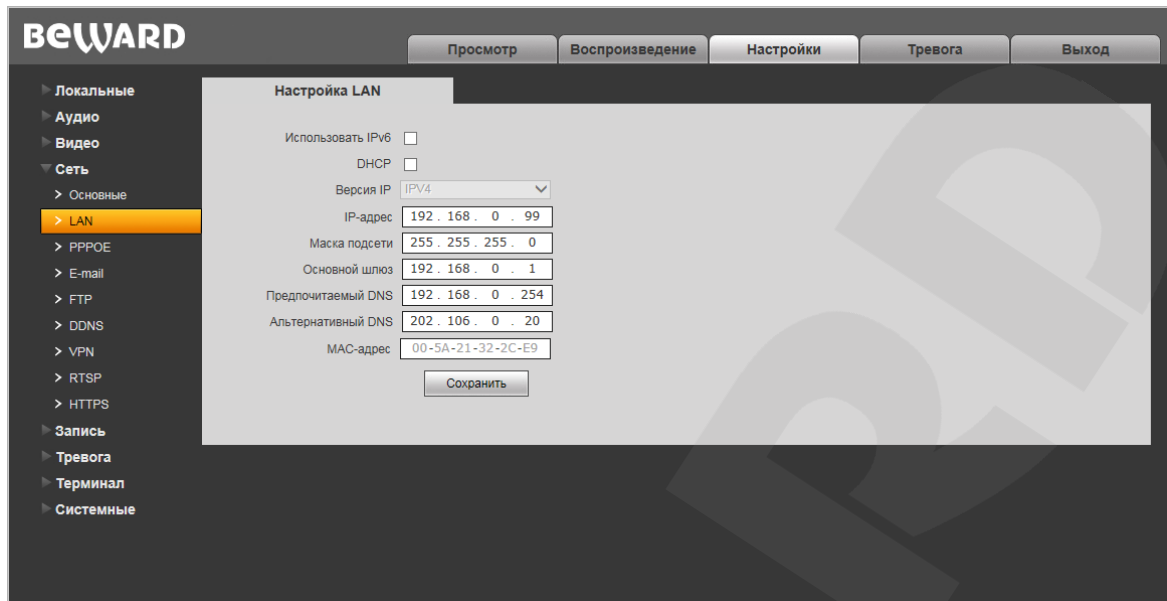 BEWARD
Просмотр Воспроизведение Настройки Тревога Выход
Локальные
Аудио
Видео
Сеть
> Основные
> LAN
> PPPOE
> E-mail
> FTP
> DDNS
> VPN
> RTSP
> HTTPS
Запись
Тревога
Терминал
Системные
Настройка LAN
Использовать IPv6
DHCP
Версия IP IPV4
IP-адрес 192 . 168 . 0 . 99
Маска подсети 255 . 255 . 255 . 0
Основной шлюз 192 . 168 . 0 . 1
Предпочитаемый DNS 192 . 168 . 0 . 254
Альтернативный DNS 202 . 106 . 0 . 20
MAC-адрес 00-5A-21-32-2C-E9
Сохранить